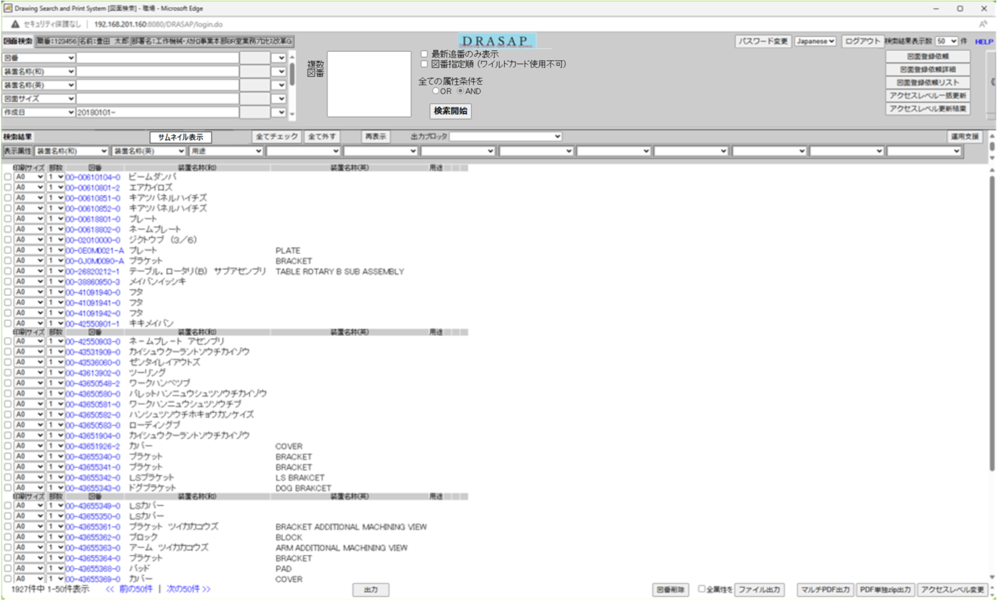 Drawing Search and Print System [図面検索] - 職場 - Microsoft Edge
セキュリティ保護なし | 192.168.201.160:8080/DRASAP/login.do
図面検索 職番:123456 名前:豊田 太郎 部署名:工作機械・メカトロ事業本部BR室業務プロセス改革G DRASAP パスワード変更 Japanese ログアウト 検索結果表示数 50 件 HELP
図番
装置名称(和)
装置名称(英)
図面サイズ
作成日 20180101-
複数図番
最新追番のみ表示
図番指定順 (ワイルドカード使用不可)
全ての属性条件を
OR AND
検索開始
図面登録依頼
図面登録依頼詳細
図面登録依頼リスト
アクセスレベル一括更新
アクセスレベル更新結果
検索結果 サムネイル表示 全てチェック 全て外す 再表示 出力プロッタ 運用支援
表示属性 装置名称(和) 装置名称(英) 用途
印刷サイズ 部数 図番 装置名称(和) 装置名称(英) 用途
A0 1 00-00610104-0 ビームダンパ
A0 1 00-00610801-2 エアカイロズ
A0 1 00-00610851-0 キアツパネルハイチズ
A0 1 00-00610852-0 キアツパネルハイチズ
A0 1 00-00618801-0 プレート
A0 1 00-00618802-0 ネームプレート
A0 1 00-02010000-0 ジクトウブ (3/6)
A0 1 00-0E0M0021-A プレート PLATE
A0 1 00-0J0M0090-A ブラケット BRACKET
A0 1 00-26820212-1 テーブル, ロータリ(B) サブアセンブリ TABLE ROTARY B SUB ASSEMBLY
A0 1 00-38860950-3 メイバンイッシキ
A0 1 00-41091940-0 フタ
A0 1 00-41091941-0 フタ
A0 1 00-41091942-0 フタ
A0 1 00-42550901-1 キキメイバン
印刷サイズ 部数 図番 装置名称(和) 装置名称(英) 用途
A0 1 00-42550903-0 ネームプレート アセンブリ
A0 1 00-43531909-0 カイシュウクーラントソウチカイゾウ
A0 1 00-43536060-0 ゼンタイレイアウトズ
A0 1 00-43613902-0 ツーリング
A0 1 00-43650548-2 ワークハンベツブ
A0 1 00-43650580-0 パレットハンニュウシュツソウチカイゾウ
A0 1 00-43650581-0 ワークハンニュウシュツソウチブ
A0 1 00-43650582-0 ハンシュツソウチホキョウカンケイズ
A0 1 00-43650583-0 ローディングブ
A0 1 00-43651904-0 カイシュウクーラントソウチカイゾウ
A0 1 00-43651926-2 カバー COVER
A0 1 00-43655340-0 ブラケット BRACKET
A0 1 00-43655341-0 ブラケット BRACKET
A0 1 00-43655342-0 LSブラケット LS BRAKCET
A0 1 00-43655343-0 ドグブラケット DOG BRAKCET
印刷サイズ 部数 図番 装置名称(和) 装置名称(英) 用途
A0 1 00-43655349-0 LSカバー
A0 1 00-43655350-0 LSカバー
A0 1 00-43655361-0 ブラケット ツイカカコウズ BRACKET ADDITIONAL MACHINING VIEW
A0 1 00-43655362-0 ブロック BLOCK
A0 1 00-43655363-0 アーム ツイカカコウズ ARM ADDITIONAL MACHINING VIEW
A0 1 00-43655364-0 ブラケット BRACKET
A0 1 00-43655368-0 パッド PAD
A0 1 00-43655369-0 カバー COVER
1927件中 1-50件表示 << 前の50件 | 次の50件 >> 出力 図番削除 全属性を ファイル出力 マルチPDF出力 PDF単独zip出力 アクセスレベル変更